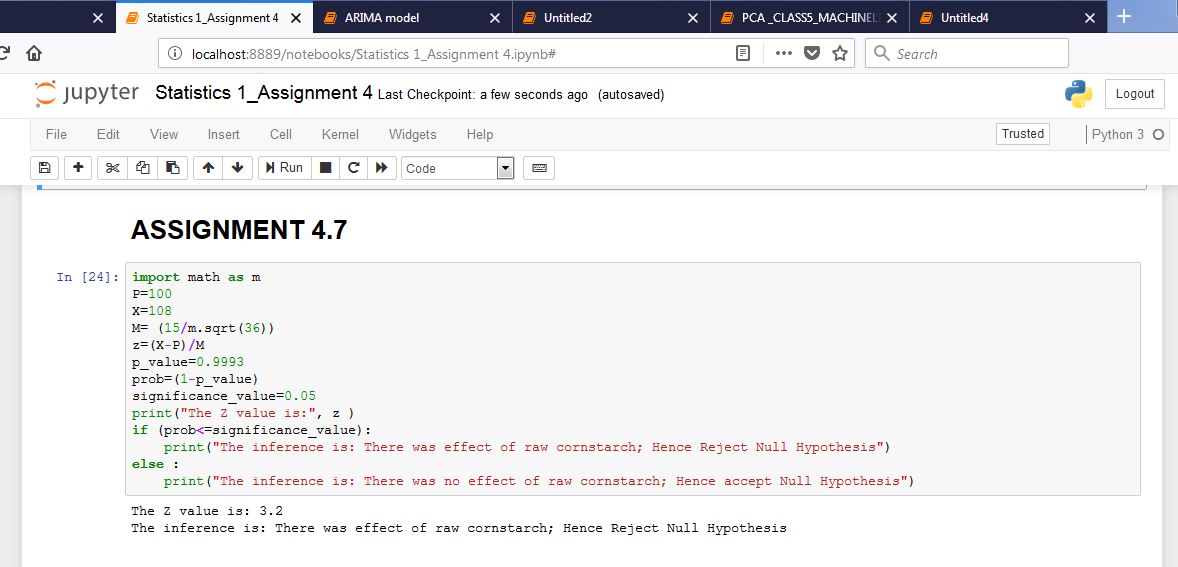 Statistics 1_Assignment 4
ARIMA model
Untitled2
PCA _CLASS5_MACHINEL
Untitled4
localhost:8889/notebooks/Statistics 1_Assignment 4.ipynb#
Search
jupyter Statistics 1_Assignment 4 Last Checkpoint: a few seconds ago (autosaved)
Logout
File Edit View Insert Cell Kernel Widgets Help
Trusted
Python 3
Run
Code
ASSIGNMENT 4.7
In [24]:
import math as m
P=100
X=108
M= (15/m.sqrt(36))
z=(X-P)/M
p_value=0.9993
prob=(1-p_value)
significance_value=0.05
print("The Z value is:", z )
if (prob<=significance_value):
    print("The inference is: There was effect of raw cornstarch; Hence Reject Null Hypothesis")
else :
    print("The inference is: There was no effect of raw cornstarch; Hence accept Null Hypothesis")
The Z value is: 3.2
The inference is: There was effect of raw cornstarch; Hence Reject Null Hypothesis